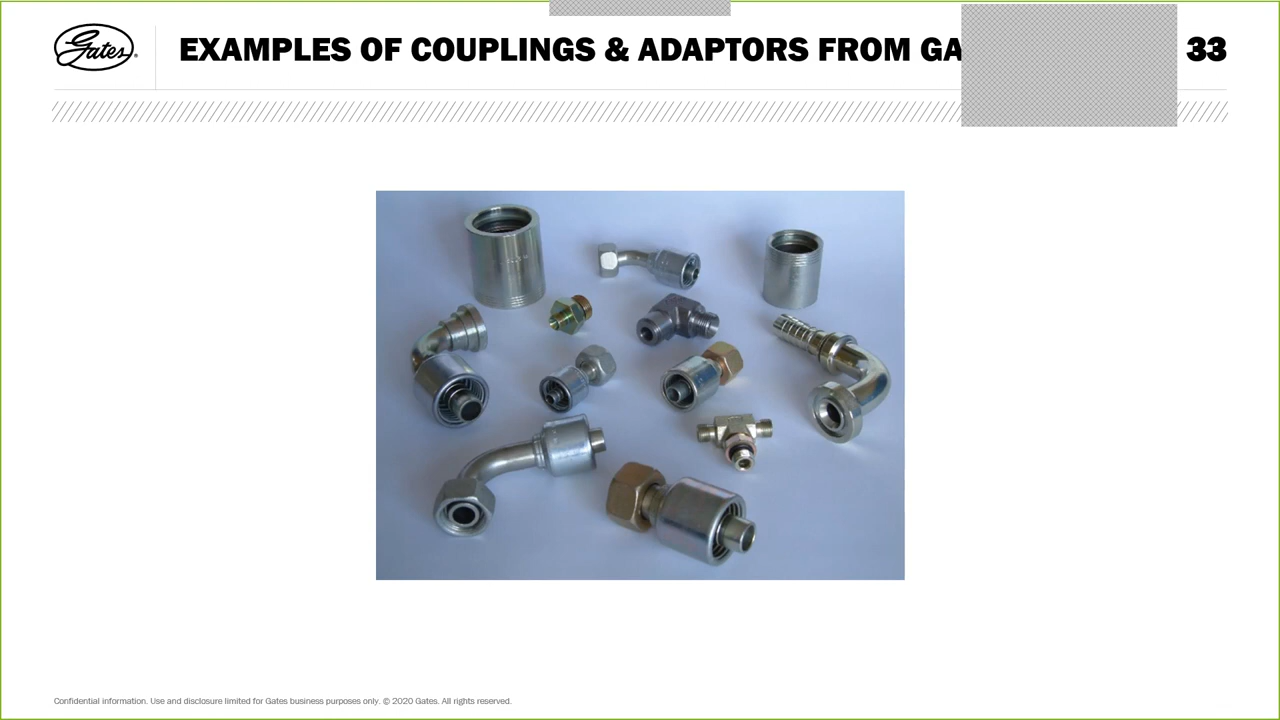 Gates
EXAMPLES OF COUPLINGS & ADAPTORS FROM GA
33
Confidential information. Use and disclosure limited for Gates business purposes only. © 2020 Gates. All rights reserved.